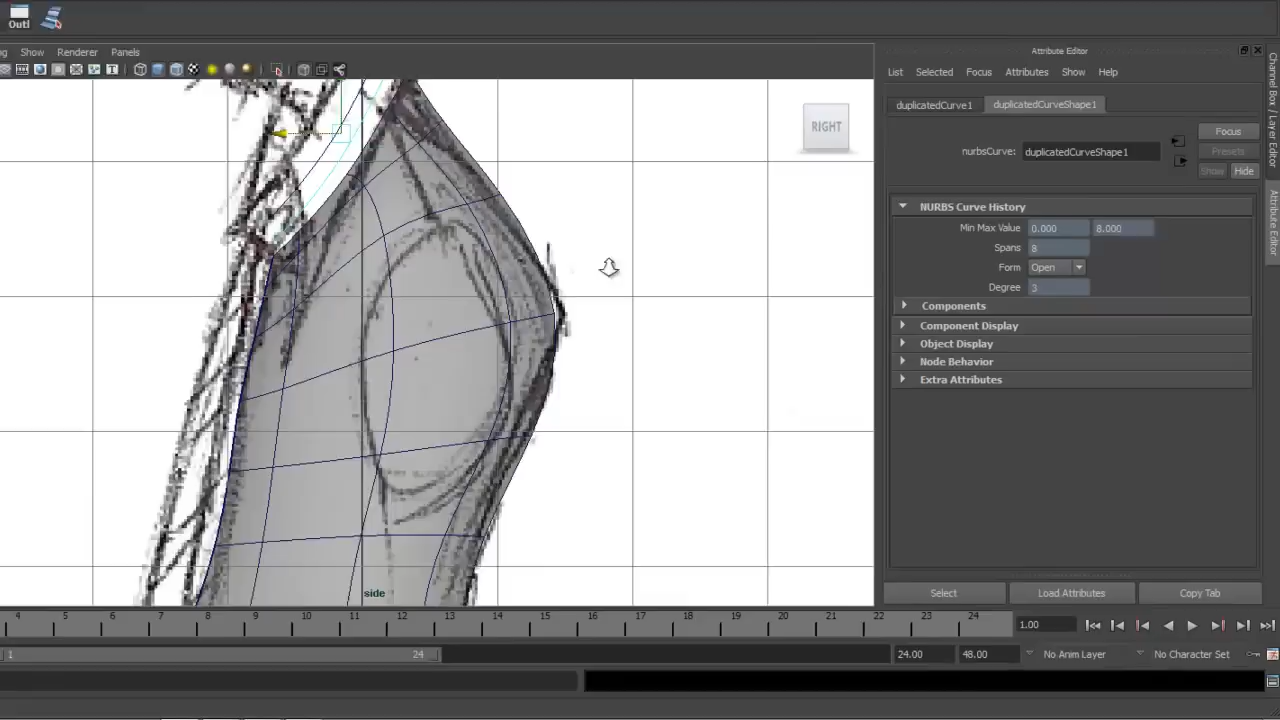 Outl
Show Renderer Panels
Attribute Editor
List Selected Focus Attributes Show Help
duplicatedCurve1 duplicatedCurveShape1
RIGHT
Focus
nurbsCurve: duplicatedCurveShape1
Presets
Show Hide
NURBS Curve History
Min Max Value 0.000 8.000
Spans 8
Form Open
Degree 3
Components
Component Display
Object Display
Node Behavior
Extra Attributes
Channel Box / Layer Editor
Attribute Editor
side
Select Load Attributes Copy Tab
4 5 6 7 8 9 10 11 12 13 14 15 16 17 18 19 20 21 22 23 24
1.00
1 24 24.00 48.00 No Anim Layer No Character Set